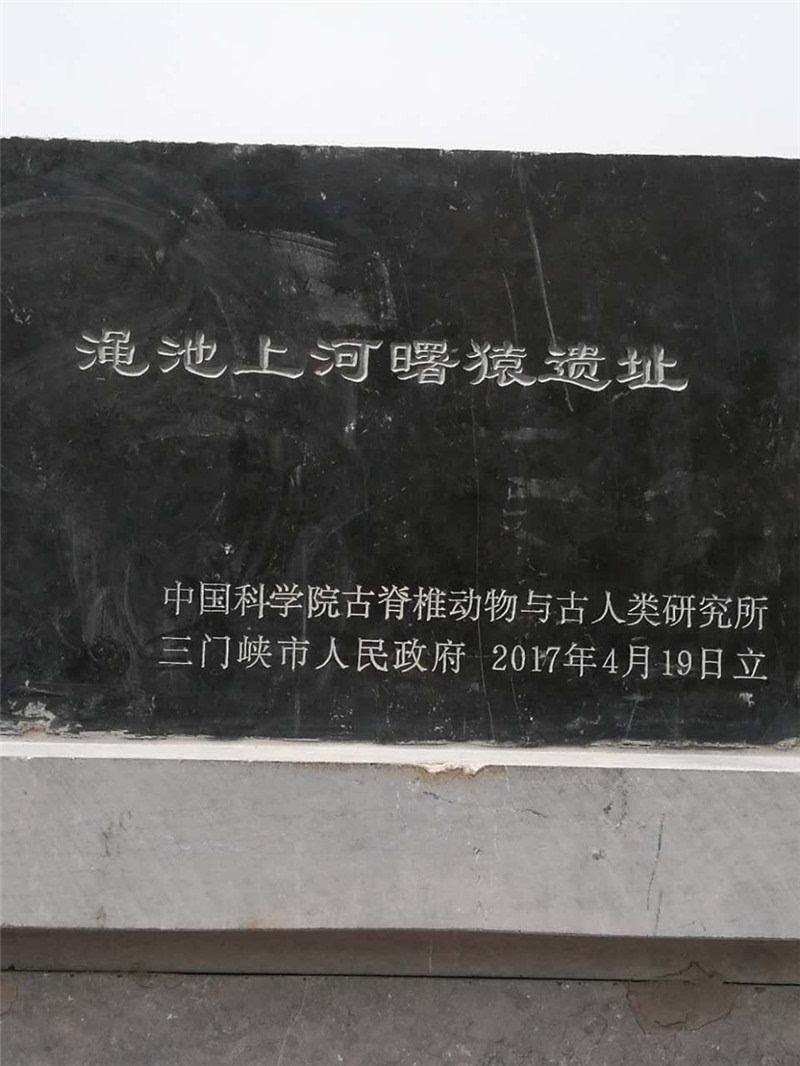 渑池上河曙猿遗址
中国科学院古脊椎动物与古人类研究所
三门峡市人民政府 2017年4月19日立